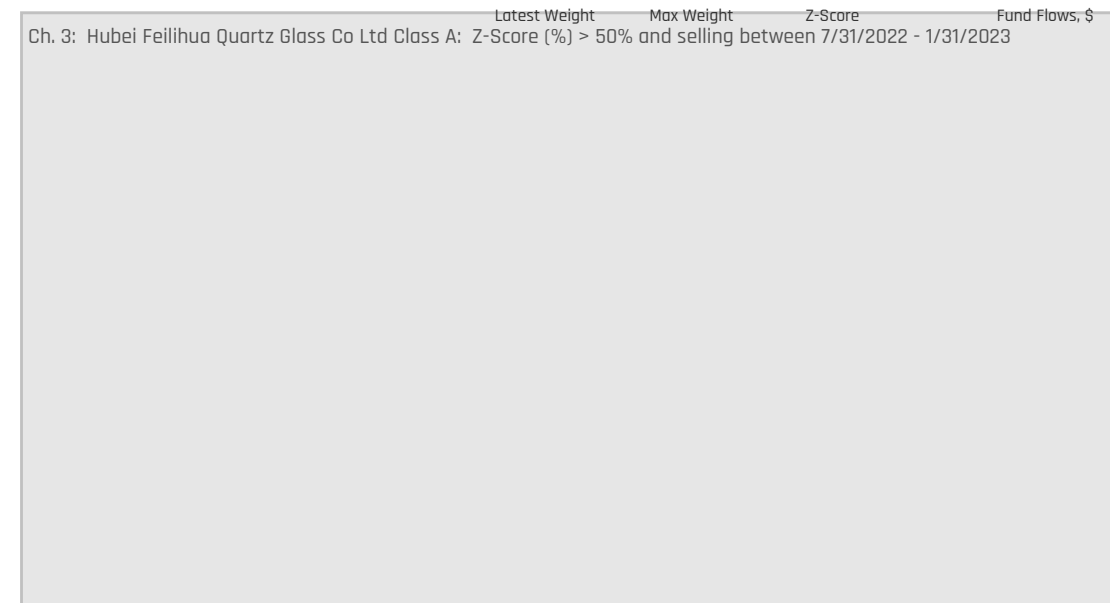 Latest Weight Max Weight Z-Score Fund Flows, $
Ch. 3: Hubei Feilihua Quartz Glass Co Ltd Class A: Z-Score (%) > 50% and selling between 7/31/2022 - 1/31/2023